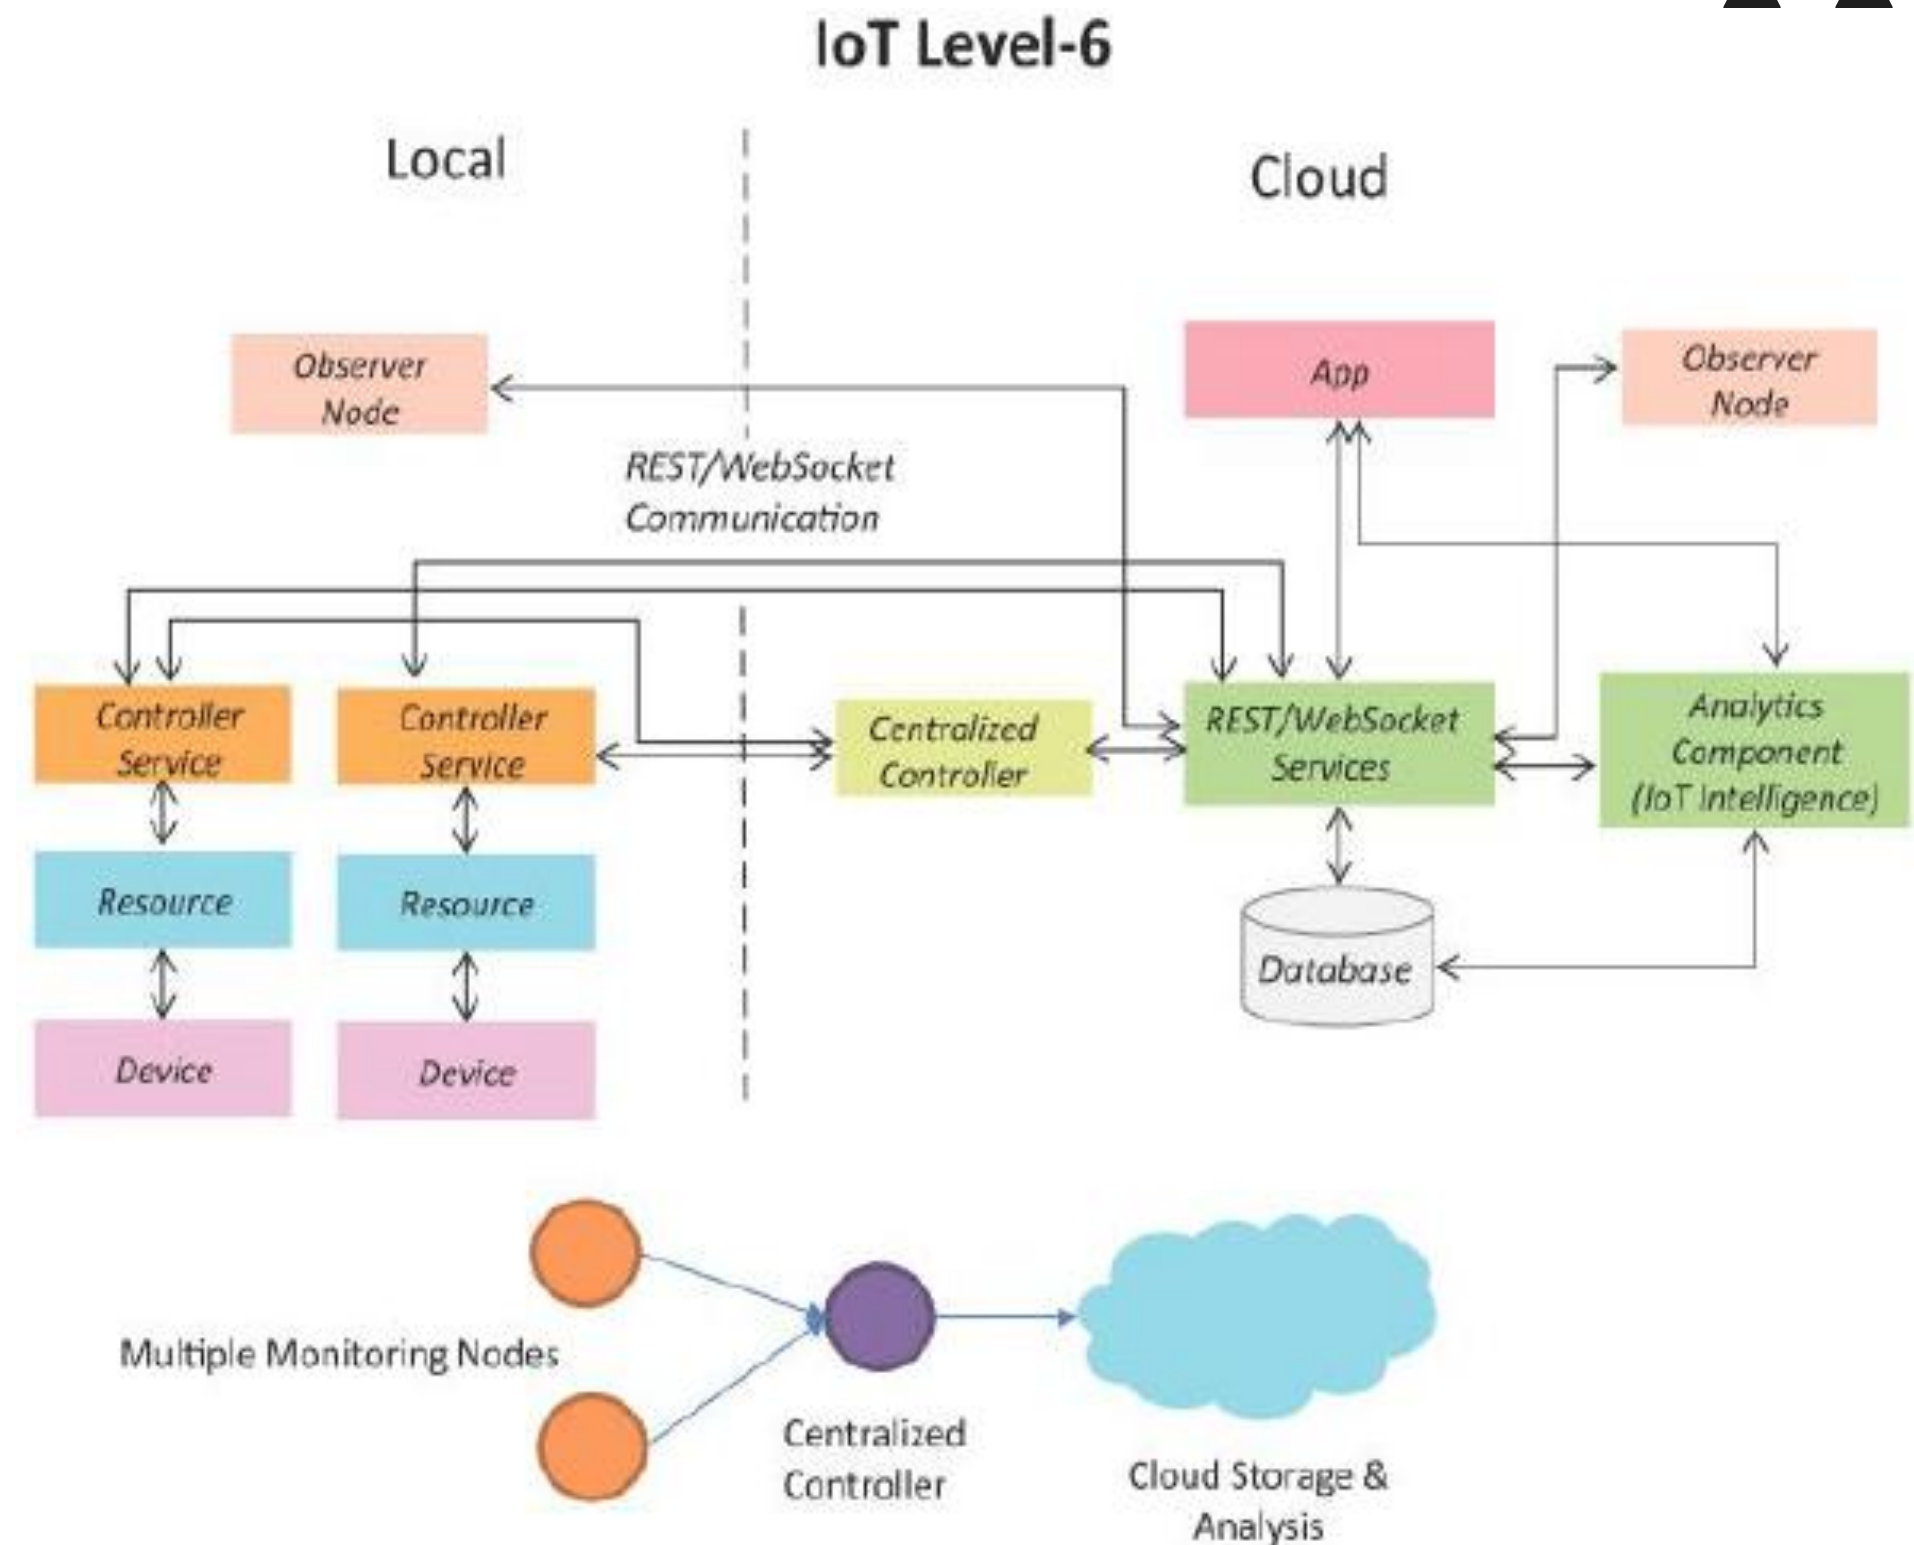 IoT Level-6
Local
Cloud
Observer
Node
App
Observer
Node
REST/WebSocket
Communication
Controller
Service
Controller
Service
Centralized
Controller
REST/WebSocket
Services
Analytics
Component
(IoT Intelligence)
Resource
Resource
Database
Device
Device
Multiple Monitoring Nodes
Centralized
Controller
Cloud Storage &
Analysis